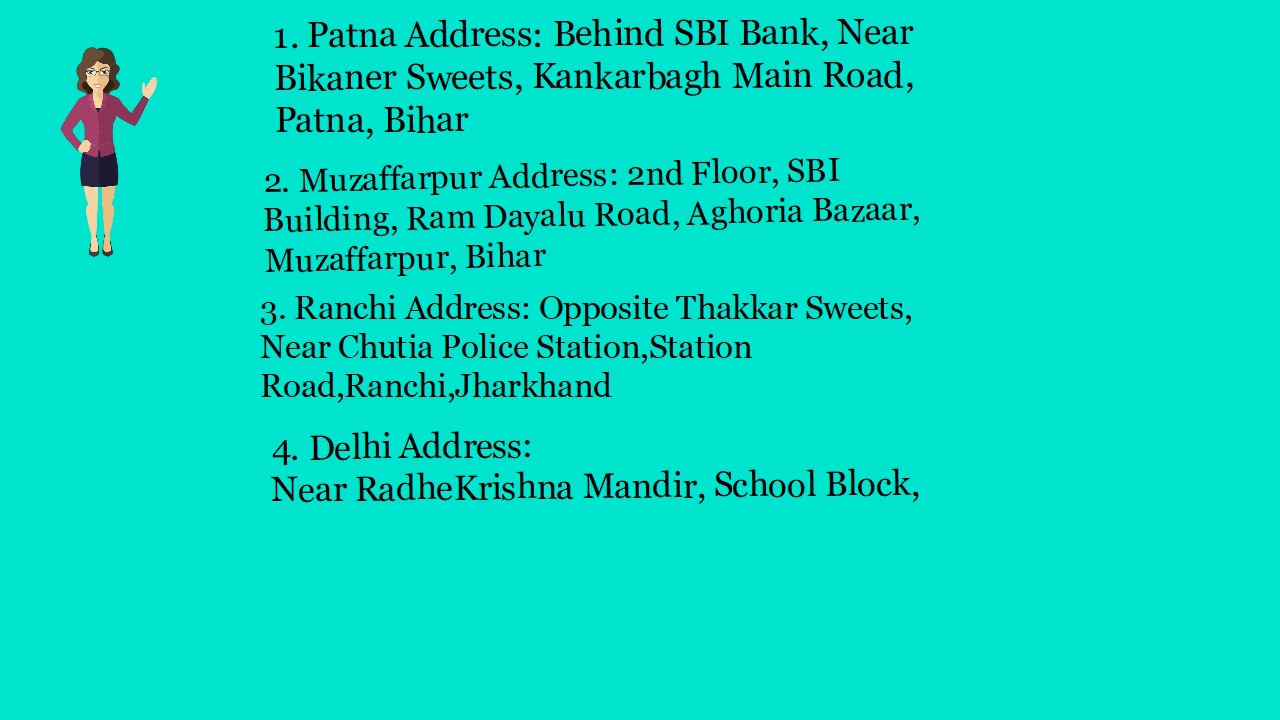 1. Patna Address: Behind SBI Bank, Near
Bikaner Sweets, Kankarbagh Main Road,
Patna, Bihar
2. Muzaffarpur Address: 2nd Floor, SBI
Building, Ram Dayalu Road, Aghoria Bazaar,
Muzaffarpur, Bihar
3. Ranchi Address: Opposite Thakkar Sweets,
Near Chutia Police Station,Station
Road,Ranchi,Jharkhand
4. Delhi Address:
Near RadheKrishna Mandir, School Block,